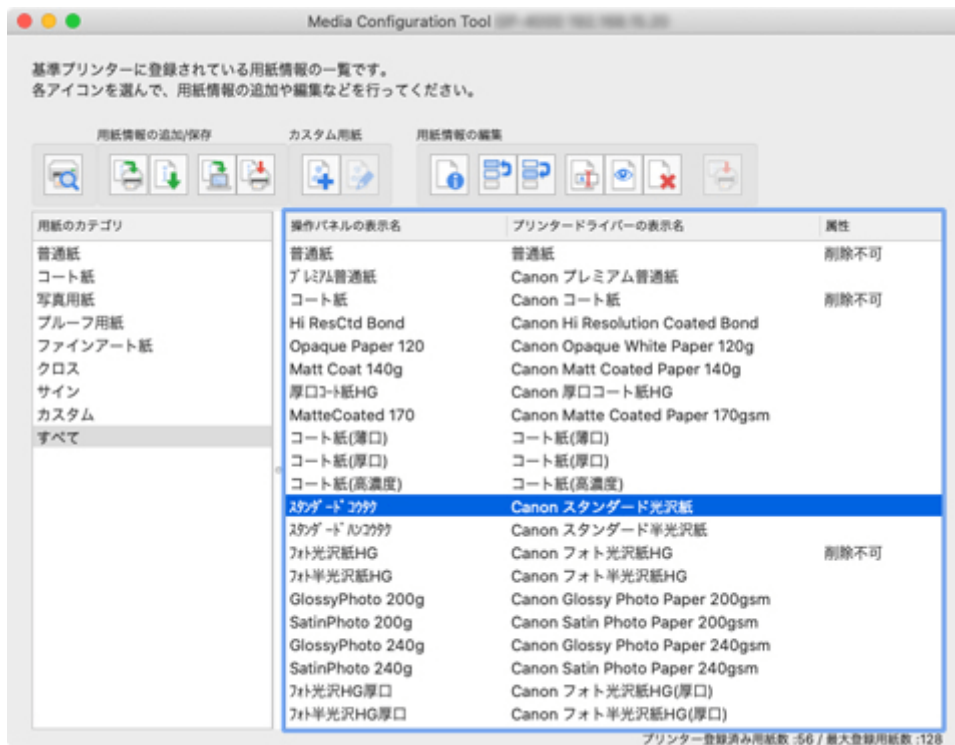 Media Configuration Tool
基準プリンターに登録されている用紙情報の一覧です。
各アイコンを選んで、用紙情報の追加や編集などを行ってください。
用紙情報の追加/保存 カスタム用紙 用紙情報の編集
用紙のカテゴリ 操作パネルの表示名 プリンタードライバーの表示名 属性
普通紙 普通紙 普通紙 削除不可
コート紙 プレミアム普通紙 Canon プレミアム普通紙
写真用紙 コート紙 Canon コート紙 削除不可
プルーフ用紙 Hi ResCtd Bond Canon Hi Resolution Coated Bond
ファインアート紙 Opaque Paper 120 Canon Opaque White Paper 120g
クロス Matt Coat 140g Canon Matt Coated Paper 140g
サイン 厚口コート紙HG Canon 厚口コート紙HG
カスタム MatteCoated 170 Canon Matte Coated Paper 170gsm
すべて コート紙(薄口) コート紙(薄口)
コート紙(厚口) コート紙(厚口)
コート紙(高濃度) コート紙(高濃度)
スタンダードコウタク Canon スタンダード光沢紙
スタンダードハンコウタク Canon スタンダード半光沢紙
フォト光沢紙HG Canon フォト光沢紙HG 削除不可
フォト半光沢紙HG Canon フォト半光沢紙HG
GlossyPhoto 200g Canon Glossy Photo Paper 200gsm
SatinPhoto 200g Canon Satin Photo Paper 200gsm
GlossyPhoto 240g Canon Glossy Photo Paper 240gsm
SatinPhoto 240g Canon Satin Photo Paper 240gsm
フォト光沢HG厚口 Canon フォト光沢紙HG(厚口)
フォト半光沢HG厚口 Canon フォト半光沢紙HG(厚口)
プリンター登録済み用紙数 :56 / 最大登録用紙数 :128